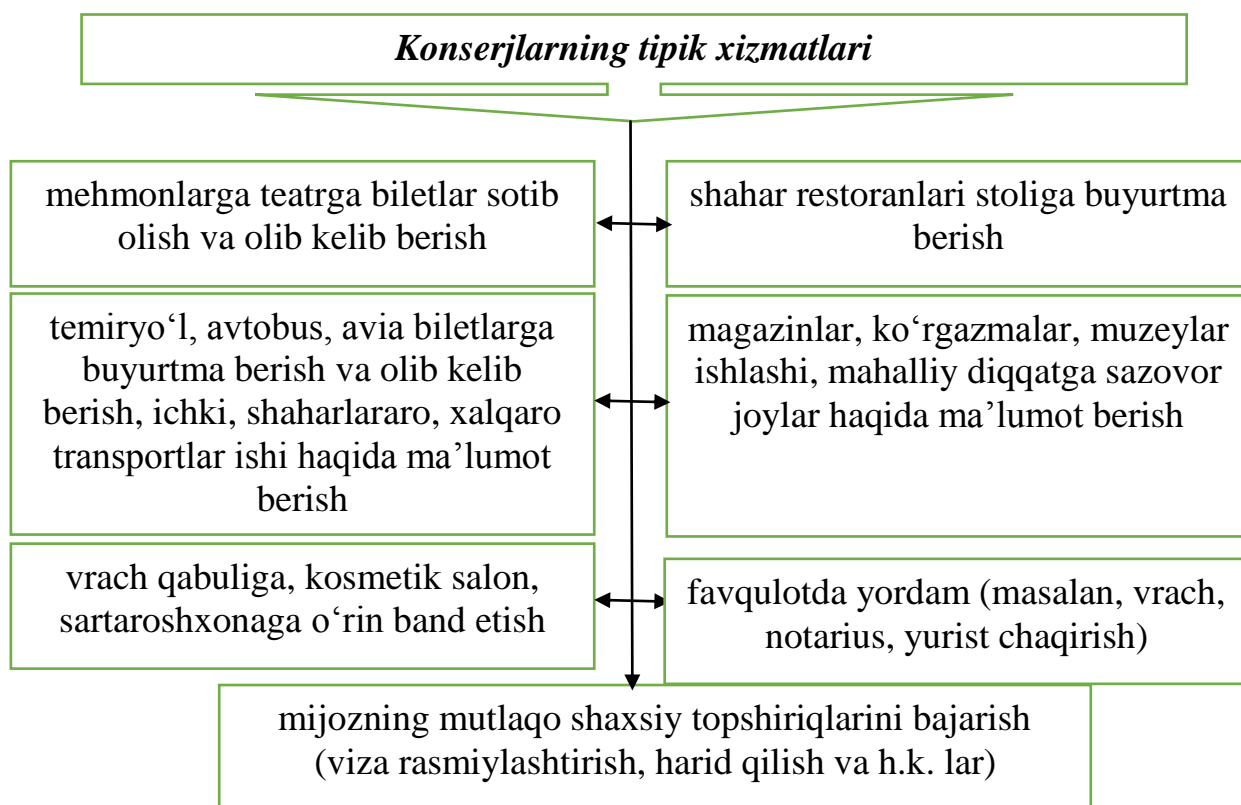 Konserjlarning tipik xizmatlari
mehmonlarga teatrga biletlar sotib
olish va olib kelib berish
shahar restoranlari stoliga buyurtma
berish
temiryo‘l, avtobus, avia biletlarga
buyurtma berish va olib kelib
berish, ichki, shaharlararo, xalqaro
transportlar ishi haqida ma’lumot
berish
magazinlar, ko‘rgazmalar, muzeylar
ishlashi, mahalliy diqqatga sazovor
joylar haqida ma’lumot berish
vrach qabuliga, kosmetik salon,
sartaroshxonaga o‘rin band etish
favqulotda yordam (masalan, vrach,
notarius, yurist chaqirish)
mijozning mutlaqo shaxsiy topshiriqlarini bajarish
(viza rasmiylashtirish, harid qilish va h.k. lar)